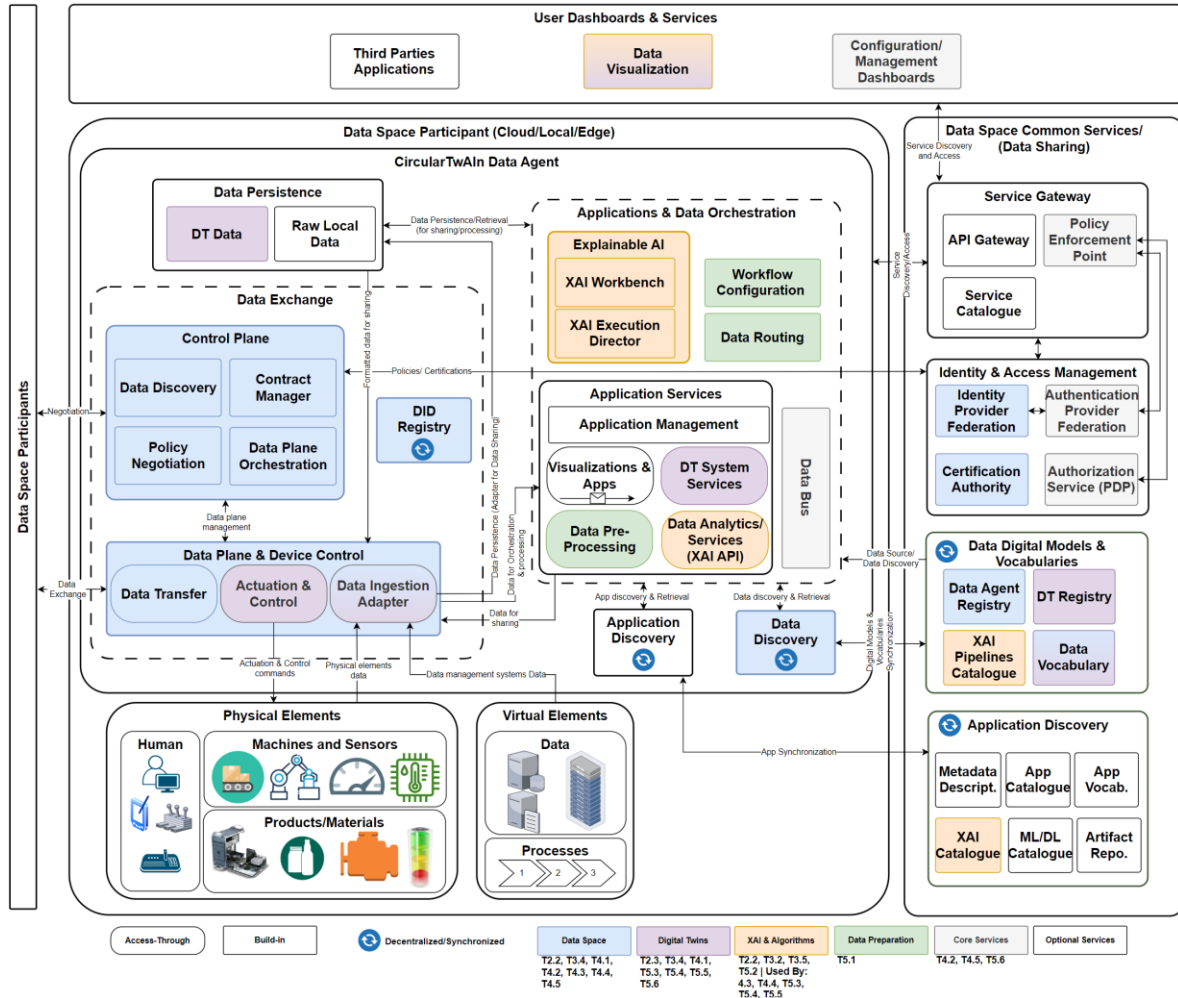 User Dashboards & Services
Third Parties
Applications
Data
Visualization
Configuration/
Management
Dashboards
Data Space Participants
Data Space Participant (Cloud/Local/Edge)
CircularTwAIn Data Agent
Data Persistence
DT Data
Raw Local
Data
Data Persistence/Retrieval
(for sharing/processing)
Formatted data for sharing
Data Persistence (Adapter for Data Sharing)
Data for Orchestration
& processing
Applications & Data Orchestration
Explainable AI
XAI Workbench
XAI Execution
Director
Workflow
Configuration
Data Routing
Data Exchange
Control Plane
Data Discovery
Contract
Manager
Policy
Negotiation
Data Plane
Orchestration
DID
Registry
Negotiation
Policies/ Certifications
Data plane
management
Data Plane & Device Control
Data Transfer
Actuation &
Control
Data Ingestion
Adapter
Data
Exchange
Data for
sharing
Application Services
Application Management
Visualizations &
Apps
DT System
Services
Data Pre-
Processing
Data Analytics/
Services
(XAI API)
Data Bus
App discovery & Retrieval
Data discovery & Retrieval
Application
Discovery
Data
Discovery
Actuation & Control
commands
Physical elements
data
Data management systems Data
Physical Elements
Human
Machines and Sensors
Products/Materials
Virtual Elements
Data
Processes
1
2
3
App Synchronization
Data Space Common Services/
(Data Sharing)
Service Discovery
and Access
Service
Discovery/Access
Service Gateway
API Gateway
Policy
Enforcement
Point
Service
Catalogue
Identity & Access Management
Identity
Provider
Federation
Authentication
Provider
Federation
Certification
Authority
Authorization
Service (PDP)
Data Source/
Data Discovery
Digital Models &
Vocabularies
Synchronization
Data Digital Models &
Vocabularies
Data Agent
Registry
DT Registry
XAI
Pipelines
Catalogue
Data
Vocabulary
Application Discovery
Metadata
Descript.
App
Catalogue
App
Vocab.
XAI
Catalogue
ML/DL
Catalogue
Artifact
Repo.
Access-Through
Build-in
Decentralized/Synchronized
Data Space
Digital Twins
XAI & Algorithms
Data Preparation
Core Services
Optional Services
T2.2, T3.4, T4.1,
T4.2, T4.3, T4.4,
T4.5
T2.3, T3.4, T4.1,
T5.3, T5.4, T5.5,
T5.6
T2.2, T3.2, T3.5,
T5.2 | Used By:
4.3, T4.4, T5.3,
T5.4, T5.5
T5.1
T4.2, T4.5, T5.6